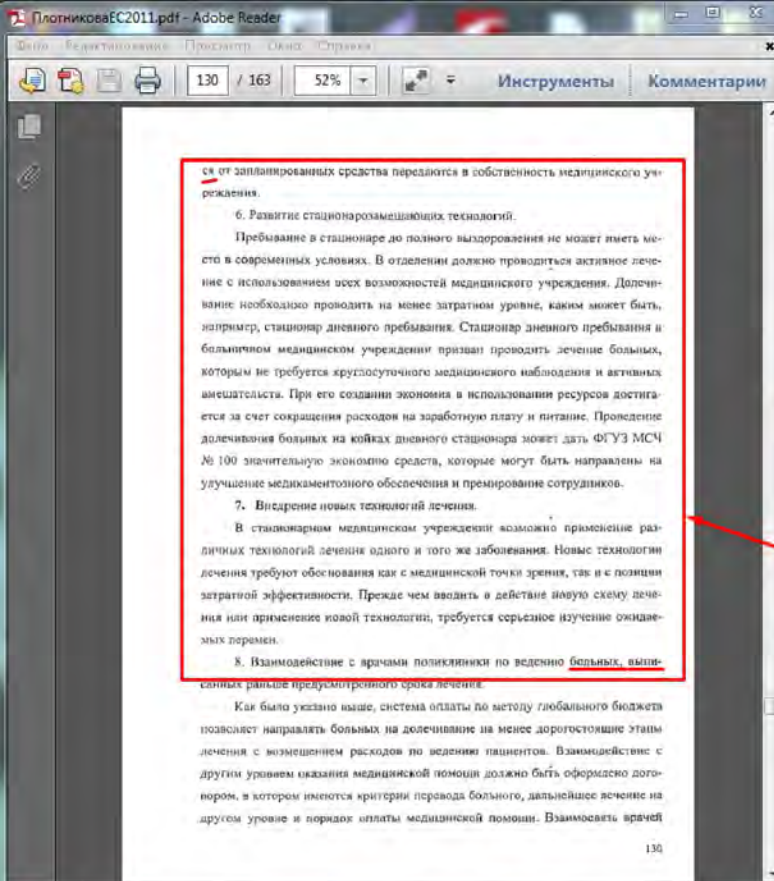 ПлотниковаЕС2011.pdf - Adobe Reader
Файл Редактирование Просмотр Окно Справка
130 / 163 52% Инструменты Комментарии
ся от запланированных средства передаются в собственность медицинского уч-
реждения.
6. Развитие стационарозамещающих технологий.
Пребывание в стационаре до полного выздоровления не может иметь ме-
сто в современных условиях. В отделении должно проводиться активное лече-
ние с использованием всех возможностей медицинского учреждения. Долечи-
вание необходимо проводить на менее затратном уровне, каким может быть,
например, стационар дневного пребывания. Стационар дневного пребывания в
больничном медицинском учреждении призван проводить лечение больных,
которым не требуется круглосуточного медицинского наблюдения и активных
вмешательств. При его создании экономия в использовании ресурсов достига-
ется за счет сокращения расходов на заработную плату и питание. Проведение
долечивания больных на койках дневного стационара может дать ФГУЗ МСЧ
№ 100 значительную экономию средств, которые могут быть направлены на
улучшение медикаментозного обеспечения и премирование сотрудников.
7. Внедрение новых технологий лечения.
В стационарном медицинском учреждении возможно применение раз-
личных технологий лечения одного и того же заболевания. Новые технологии
лечения требуют обоснования как с медицинской точки зрения, так и с позиции
затратной эффективности. Прежде чем вводить в действие новую схему лече-
ния или применение новой технологии, требуется серьезное изучение ожидае-
мых перемен.
8. Взаимодействие с врачами поликлиники по ведению больных, выпи-
санных раньше предусмотренного срока лечения.
Как было указано выше, система оплаты по методу глобального бюджета
позволяет направлять больных на долечивание на менее дорогостоящие этапы
лечения с возмещением расходов по ведению пациентов. Взаимодействие с
другим уровнем оказания медицинской помощи должно быть оформлено дого-
вором, в котором имеются критерии перевода больного, дальнейшее лечение на
другом уровне и порядок оплаты медицинской помощи. Взаимосвязь врачей
130